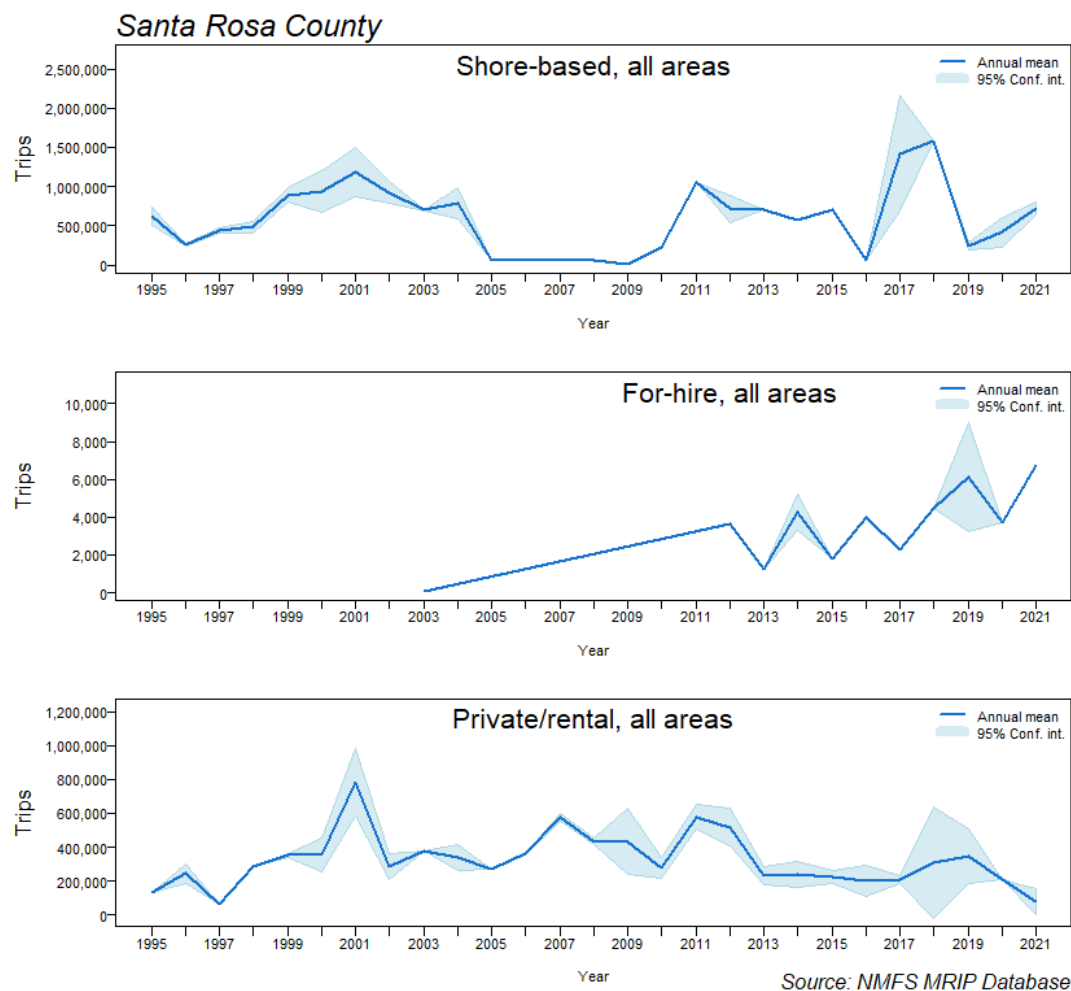 Santa Rosa County
Shore-based, all areas
Annual mean
95% Conf. int.
Trips
2,500,000
2,000,000
1,500,000
1,000,000
500,000
0
1995 1997 1999 2001 2003 2005 2007 2009 2011 2013 2015 2017 2019 2021
Year
For-hire, all areas
Annual mean
95% Conf. int.
Trips
10,000
8,000
6,000
4,000
2,000
0
1995 1997 1999 2001 2003 2005 2007 2009 2011 2013 2015 2017 2019 2021
Year
Private/rental, all areas
Annual mean
95% Conf. int.
Trips
1,200,000
1,000,000
800,000
600,000
400,000
200,000
0
1995 1997 1999 2001 2003 2005 2007 2009 2011 2013 2015 2017 2019 2021
Year
Source: NMFS MRIP Database